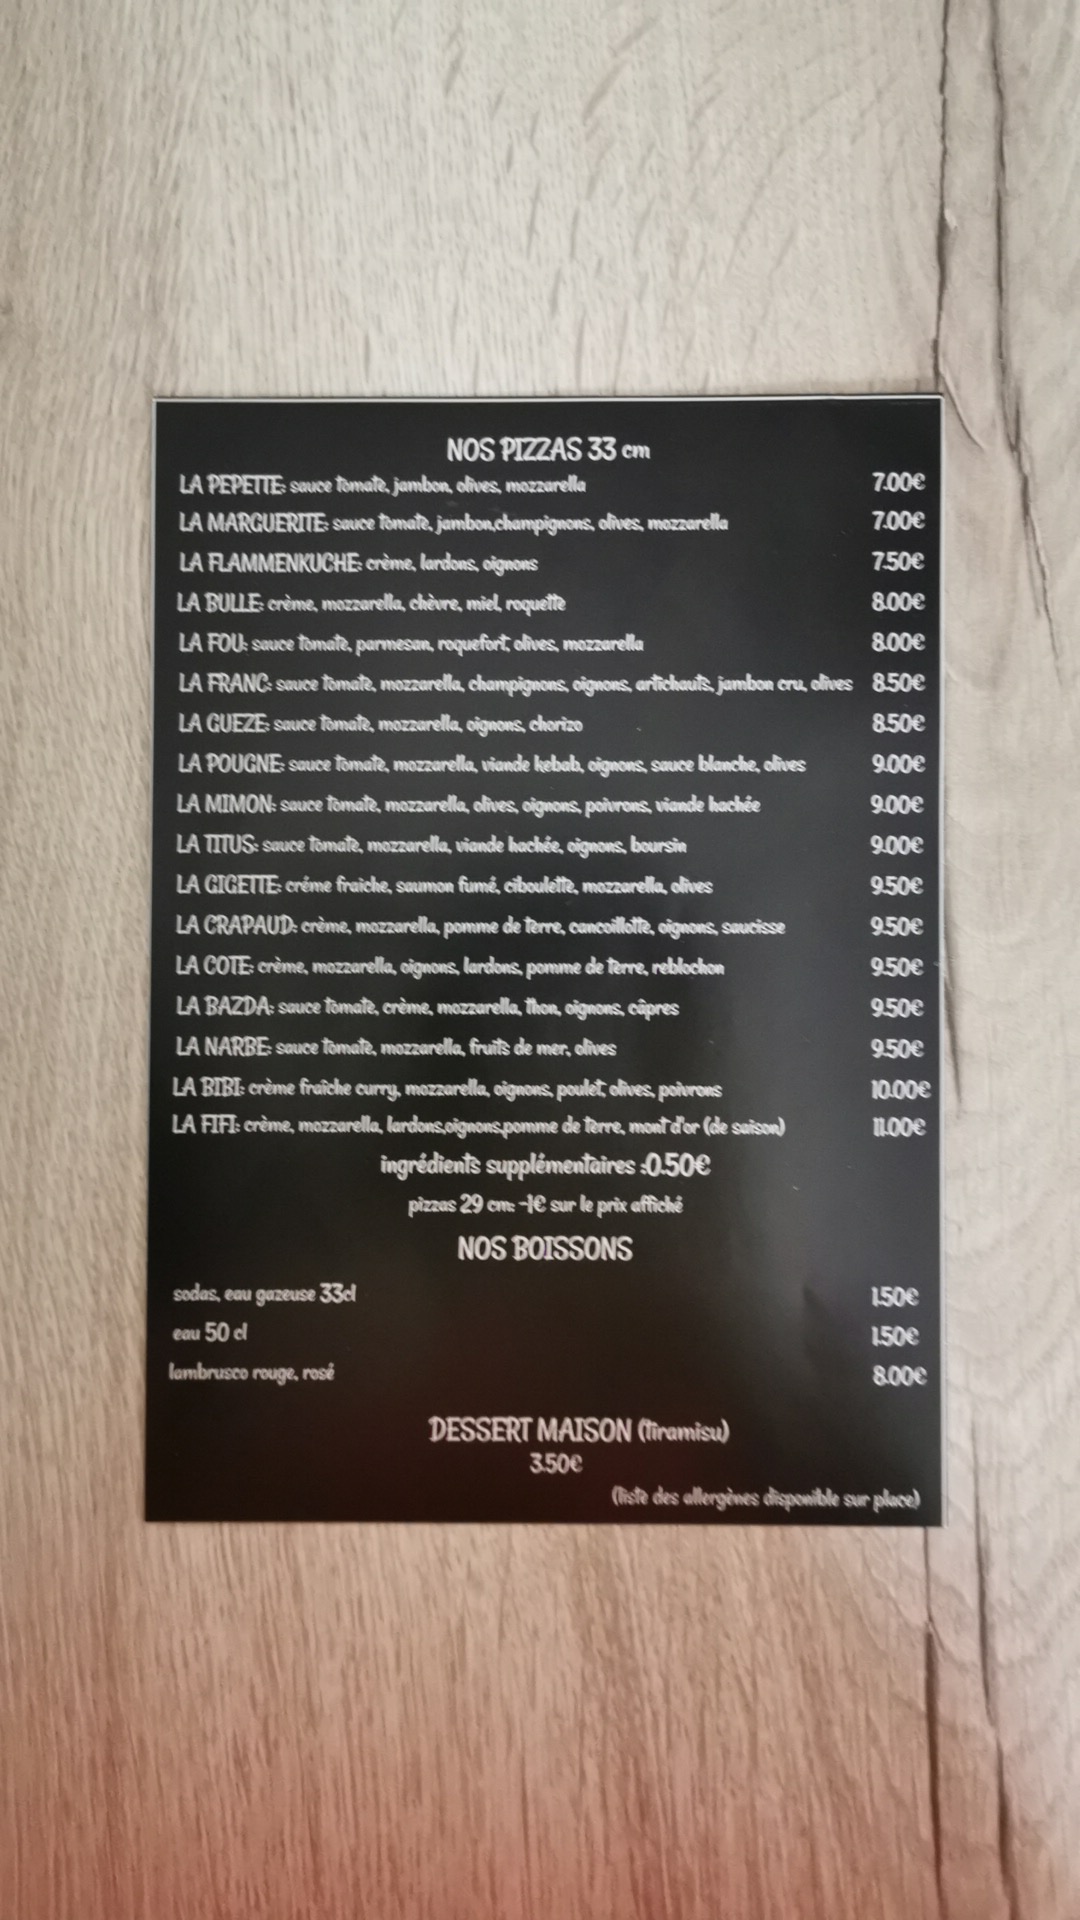 NOS PIZZAS 33 cm
LA PEPETTE: sauce tomate, jambon, olives, mozzarella 7.00€
LA MARGUERITE: sauce tomate, jambon,champignons, olives, mozzarella 7.00€
LA FLAMMENKUCHE: crème, lardons, oignons 7.50€
LA BULLE: crème, mozzarella, chèvre, miel, roquette 8.00€
LA FOU: sauce tomate, parmesan, roquefort, olives, mozzarella 8.00€
LA FRANC: sauce tomate, mozzarella, champignons, oignons, artichauts, jambon cru, olives 8.50€
LA GUEZE: sauce tomate, mozzarella, oignons, chorizo 8.50€
LA POUGNE: sauce tomate, mozzarella, viande kebab, oignons, sauce blanche, olives 9.00€
LA MIMON: sauce tomate, mozzarella, olives, oignons, poivrons, viande hachée 9.00€
LA TITUS: sauce tomate, mozzarella, viande hachée, oignons, boursin 9.00€
LA GIGETTE: créme fraiche, saumon fumé, ciboulette, mozzarella, olives 9.50€
LA CRAPAUD: crème, mozzarella, pomme de terre, cancoillotte, oignons, saucisse 9.50€
LA COTE: crème, mozzarella, oignons, lardons, pomme de terre, reblochon 9.50€
LA BAZDA: sauce tomate, crème, mozzarella, thon, oignons, câpres 9.50€
LA NARBE: sauce tomate, mozzarella, fruits de mer, olives 9.50€
LA BIBI: crème fraîche curry, mozzarella, oignons, poulet, olives, poivrons 10.00€
LA FIFI: crème, mozzarella, lardons,oignons,pomme de terre, mont d'or (de saison) 11.00€
ingrédients supplémentaires :0.50€
pizzas 29 cm: -1€ sur le prix affiché
NOS BOISSONS
sodas, eau gazeuse 33cl 1.50€
eau 50 cl 1.50€
lambrusco rouge, rosé 8.00€
DESSERT MAISON (tiramisu)
3.50€
(liste des allergènes disponible sur place)